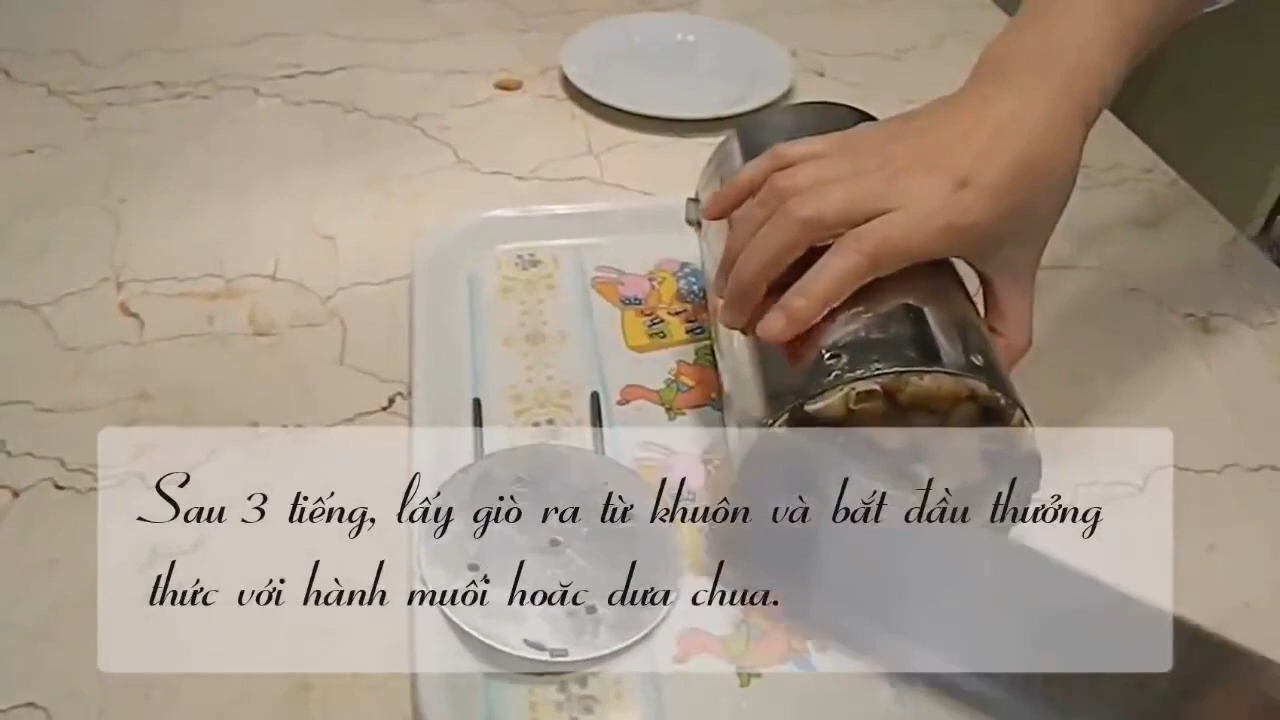 Sau 3 tiếng, lấy giò ra từ khuôn và bắt đầu thưởng
thức với hành muối hoặc dưa chua.